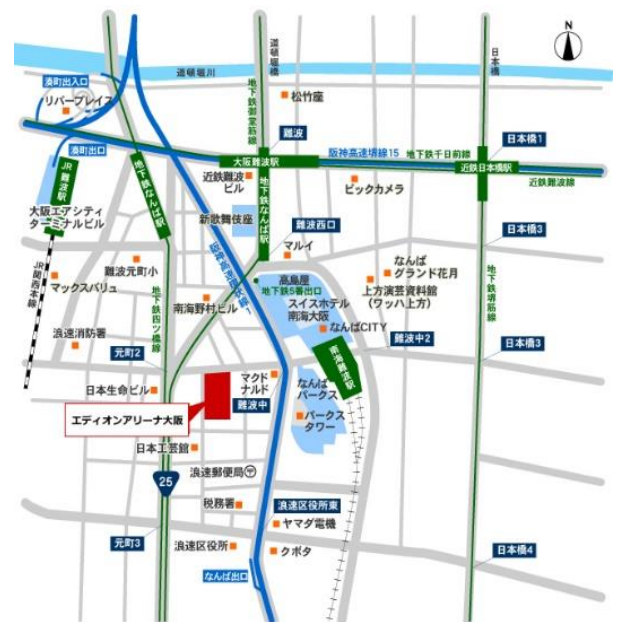 N
道頓堀橋
日本橋
湊町出入口
道頓堀川
リバープレイス
地下鉄御堂筋線
松竹座
難波
日本橋1
湊町出口
大阪難波駅
阪神高速堺線15
地下鉄千日前線
近鉄日本橋駅
近鉄難波線
JR難波駅
地下鉄なんば駅
近鉄難波
ビル
地下鉄なんば駅
ビックカメラ
大阪エアシティ
ターミナルビル
新歌舞伎座
難波西口
日本橋3
マルイ
難波元町小
なんば
グランド花月
高島屋
地下鉄5番出口
上方演芸資料館
(ワッハ上方)
マックスバリュ
JR関西本線
南海野村ビル
スイスホテル
南海大阪
なんばCITY
地下鉄四ツ橋線
地下鉄堺筋線
浪速消防署
元町2
南海難波駅
難波中2
日本橋3
日本生命ビル
マクド
ナルド
難波中
なんば
パークス
エディオンアリーナ大阪
パークス
タワー
日本工芸館
25
浪速郵便局
税務署
浪速区役所東
ヤマダ電機
元町3
浪速区役所
クボタ
日本橋4
なんば出口